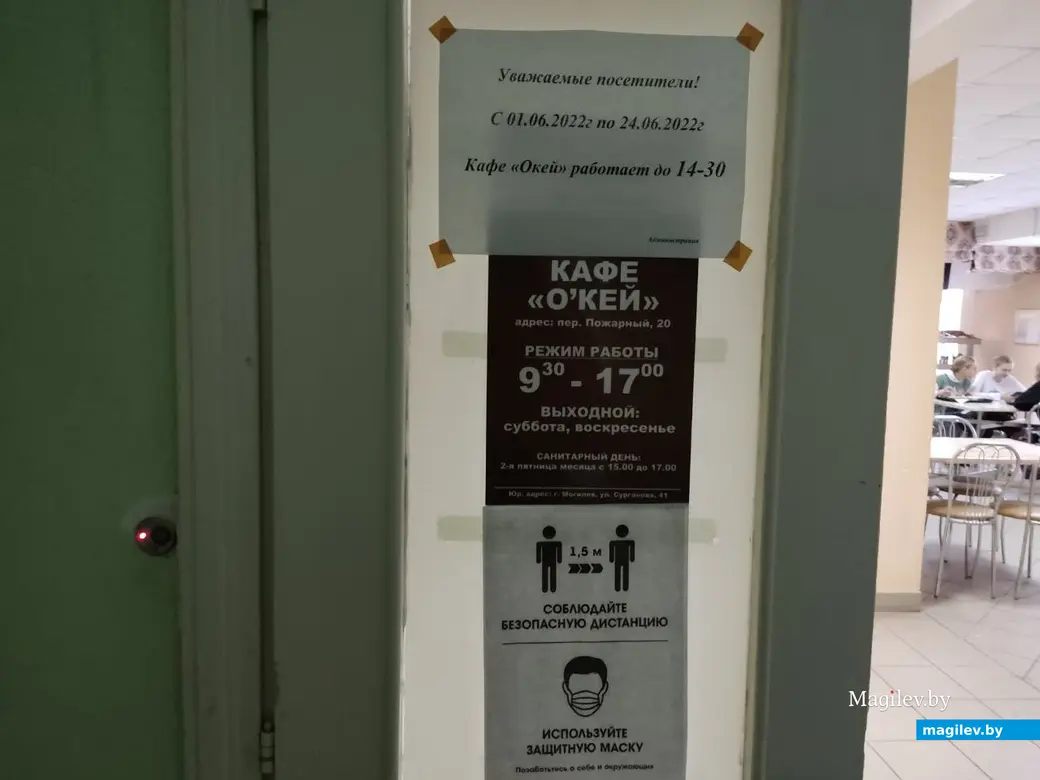 Уважаемые посетители!
С 01.06.2022г по 24.06.2022г
Кафе «Окей» работает до 14-30
Администрация
КАФЕ
«О’КЕЙ»
адрес: пер. Пожарный, 20
РЕЖИМ РАБОТЫ
9³⁰ - 17⁰⁰
ВЫХОДНОЙ:
суббота, воскресенье
САНИТАРНЫЙ ДЕНЬ:
2-я пятница месяца с 15.00 до 17.00
Юр. адрес: г. Могилев, ул. Сурганова, 41
1,5 м
СОБЛЮДАЙТЕ
БЕЗОПАСНУЮ ДИСТАНЦИЮ
ИСПОЛЬЗУЙТЕ
ЗАЩИТНУЮ МАСКУ
Позаботьтесь о себе и окружающих
Magilev.by
magilev.by